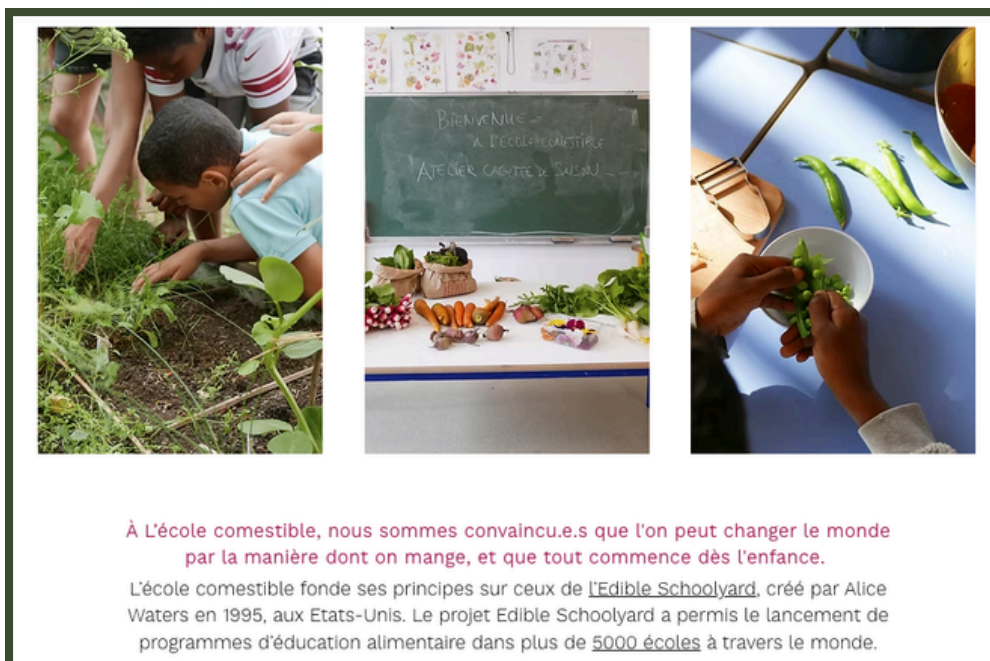 BIENVENUE =
A L'ECOLE COMESTIBLE
ATELIER CAGETTE DE SAISON _ _
À L'école comestible, nous sommes convaincu.e.s que l'on peut changer le monde
par la manière dont on mange, et que tout commence dès l'enfance.
L'école comestible fonde ses principes sur ceux de l'Edible Schoolyard, créé par Alice
Waters en 1995, aux Etats-Unis. Le projet Edible Schoolyard a permis le lancement de
programmes d'éducation alimentaire dans plus de 5000 écoles à travers le monde.